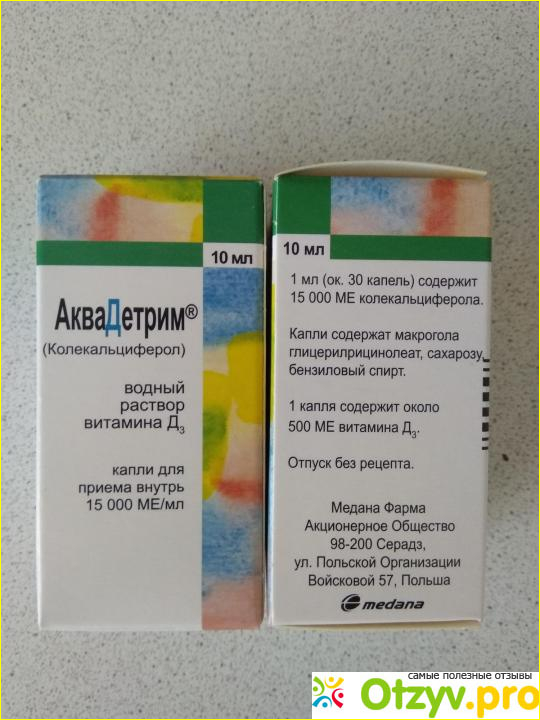 10 мл
АкваДетрим®
(Колекальциферол)
водный
раствор
витамина Д3
капли для
приема внутрь
15 000 МЕ/мл
10 мл
1 мл (ок. 30 капель) содержит
15 000 МЕ колекальциферола.
Капли содержат макрогола
глицерилрицинолеат, сахарозу,
бензиловый спирт.
1 капля содержит около
500 МЕ витамина Д3.
Отпуск без рецепта.
Медана Фарма
Акционерное Общество
98-200 Серадз,
ул. Польской Организации
Войсковой 57, Польша
medana
самые полезные отзывы
Otzyv.pro